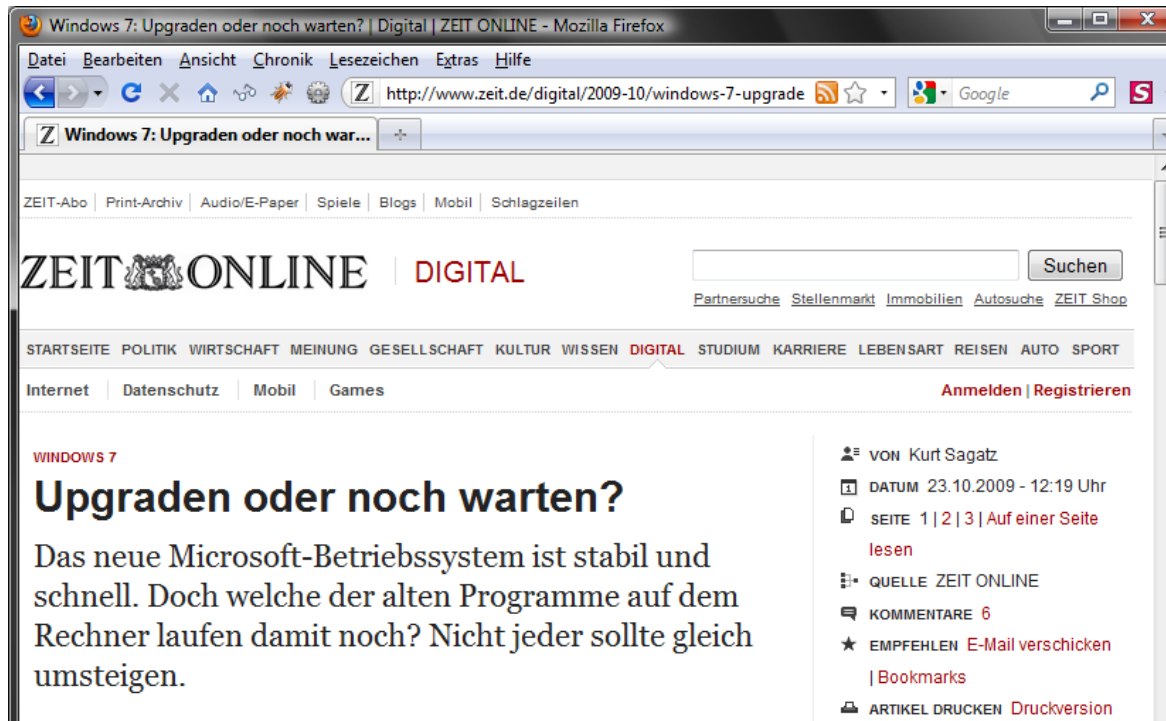 Windows 7: Upgraden oder noch warten? | Digital | ZEIT ONLINE - Mozilla Firefox
Datei Bearbeiten Ansicht Chronik Lesezeichen Extras Hilfe
Z http://www.zeit.de/digital/2009-10/windows-7-upgrade Google S
Z Windows 7: Upgraden oder noch war...
ZEIT-Abo | Print-Archiv | Audio/E-Paper | Spiele | Blogs | Mobil | Schlagzeilen
ZEIT ONLINE | DIGITAL
Suchen
Partnersuche Stellenmarkt Immobilien Autosuche ZEIT Shop
STARTSEITE POLITIK WIRTSCHAFT MEINUNG GESELLSCHAFT KULTUR WISSEN DIGITAL STUDIUM KARRIERE LEBENSART REISEN AUTO SPORT
Internet | Datenschutz | Mobil | Games
Anmelden | Registrieren
WINDOWS 7
Upgraden oder noch warten?
Das neue Microsoft-Betriebssystem ist stabil und
schnell. Doch welche der alten Programme auf dem
Rechner laufen damit noch? Nicht jeder sollte gleich
umsteigen.
VON Kurt Sagatz
DATUM 23.10.2009 - 12:19 Uhr
SEITE 1 | 2 | 3 | Auf einer Seite
lesen
QUELLE ZEIT ONLINE
KOMMENTARE 6
EMPFEHLEN E-Mail verschicken
| Bookmarks
ARTIKEL DRUCKEN Druckversion